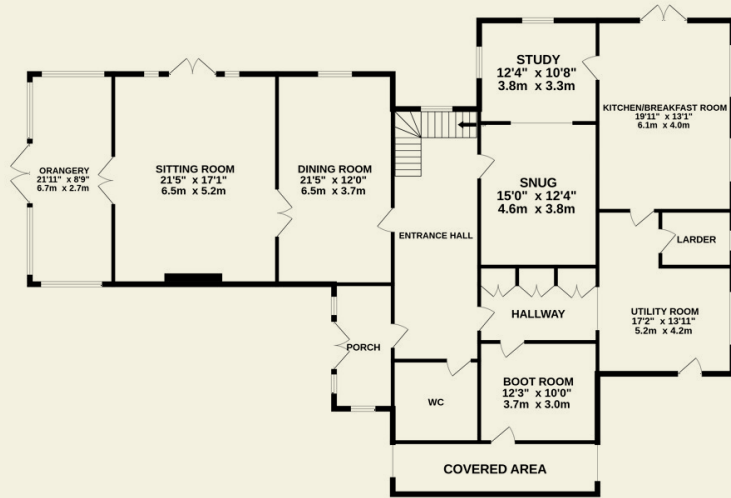 STUDY
12'4" x 10'8"
3.8m x 3.3m
KITCHEN/BREAKFAST ROOM
19'11" x 13'1"
6.1m x 4.0m
ORANGERY
21'11" x 8'9"
6.7m x 2.7m
SITTING ROOM
21'5" x 17'1"
6.5m x 5.2m
DINING ROOM
21'5" x 12'0"
6.5m x 3.7m
SNUG
15'0" x 12'4"
4.6m x 3.8m
ENTRANCE HALL
LARDER
HALLWAY
UTILITY ROOM
17'2" x 13'11"
5.2m x 4.2m
PORCH
BOOT ROOM
12'3" x 10'0"
3.7m x 3.0m
WC
COVERED AREA